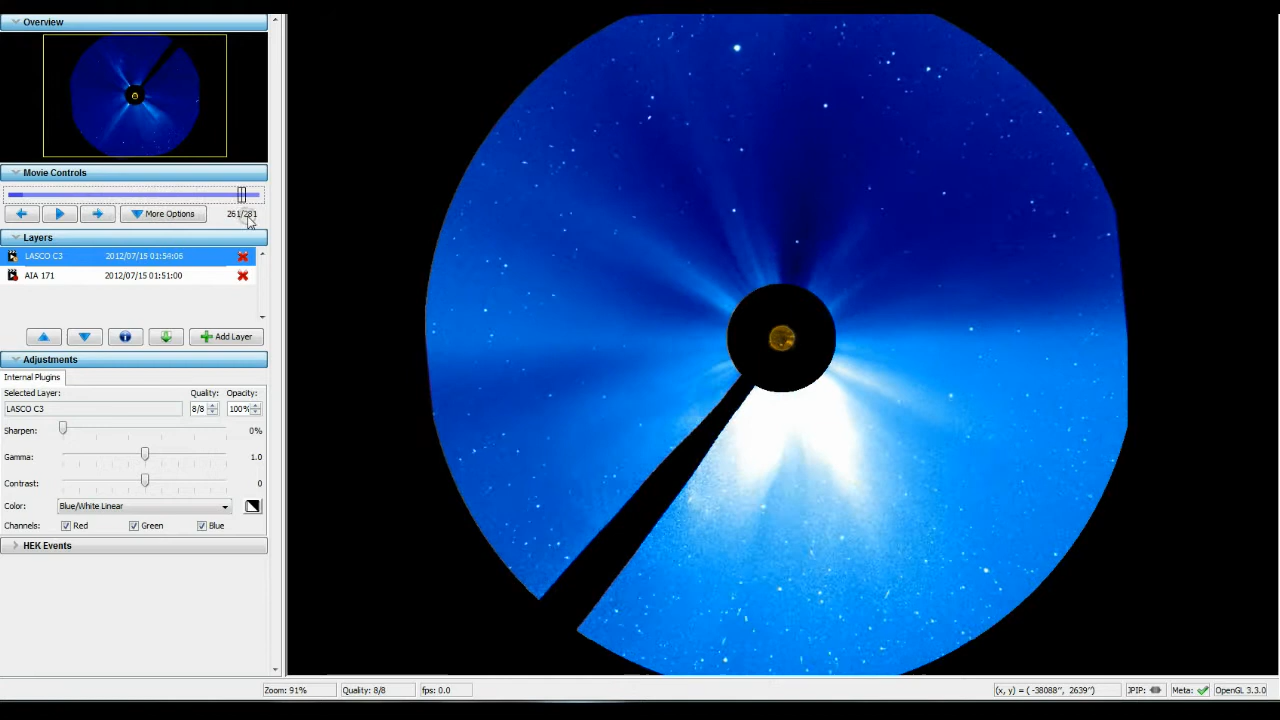 Overview
Movie Controls
More Options
261/281
Layers
LASCO C3 2012/07/15 01:54:06
AIA 171 2012/07/15 01:51:00
Add Layer
Adjustments
Internal Plugins
Selected Layer: Quality: Opacity:
LASCO C3 8/8 100%
Sharpen: 0%
Gamma: 1.0
Contrast: 0
Color: Blue/White Linear
Channels: Red Green Blue
HEK Events
Zoom: 91% Quality: 8/8 fps: 0.0 (x, y) = ( -38088″, 2639″) JPIP: Meta: OpenGL 3.3.0